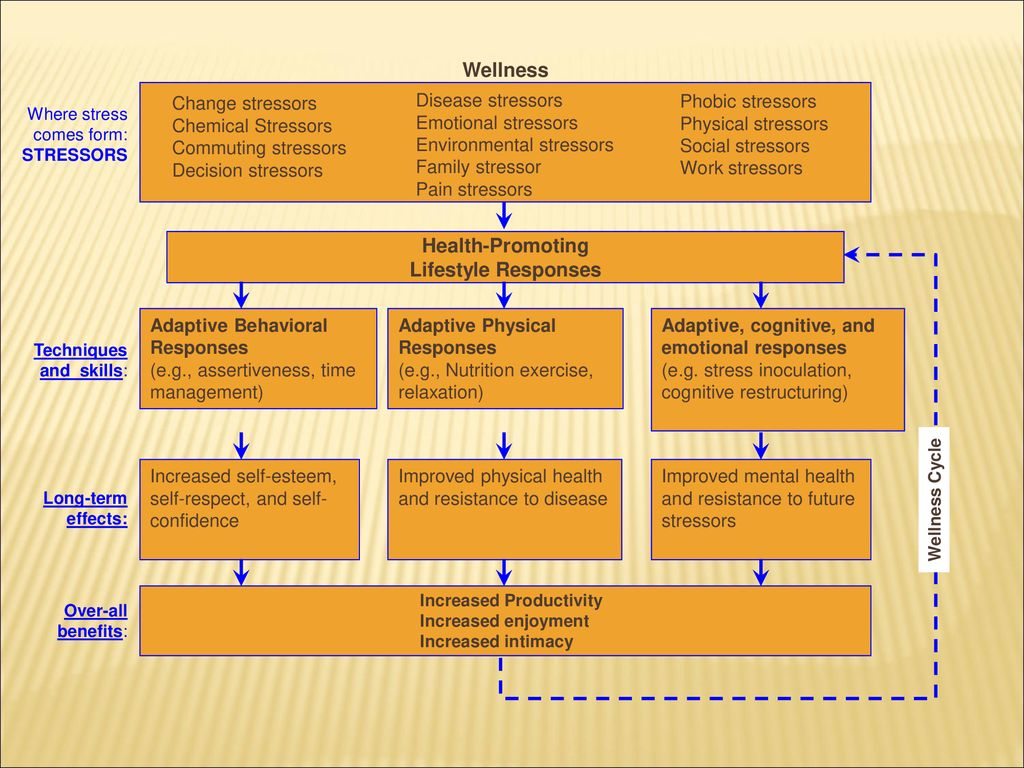 Wellness
Where stress
comes form:
STRESSORS
Change stressors
Chemical Stressors
Commuting stressors
Decision stressors
Disease stressors
Emotional stressors
Environmental stressors
Family stressor
Pain stressors
Phobic stressors
Physical stressors
Social stressors
Work stressors
Health-Promoting
Lifestyle Responses
Techniques
and skills:
Adaptive Behavioral
Responses
(e.g., assertiveness, time
management)
Adaptive Physical
Responses
(e.g., Nutrition exercise,
relaxation)
Adaptive, cognitive, and
emotional responses
(e.g. stress inoculation,
cognitive restructuring)
Long-term
effects:
Increased self-esteem,
self-respect, and self-
confidence
Improved physical health
and resistance to disease
Improved mental health
and resistance to future
stressors
Wellness Cycle
Over-all
benefits:
Increased Productivity
Increased enjoyment
Increased intimacy